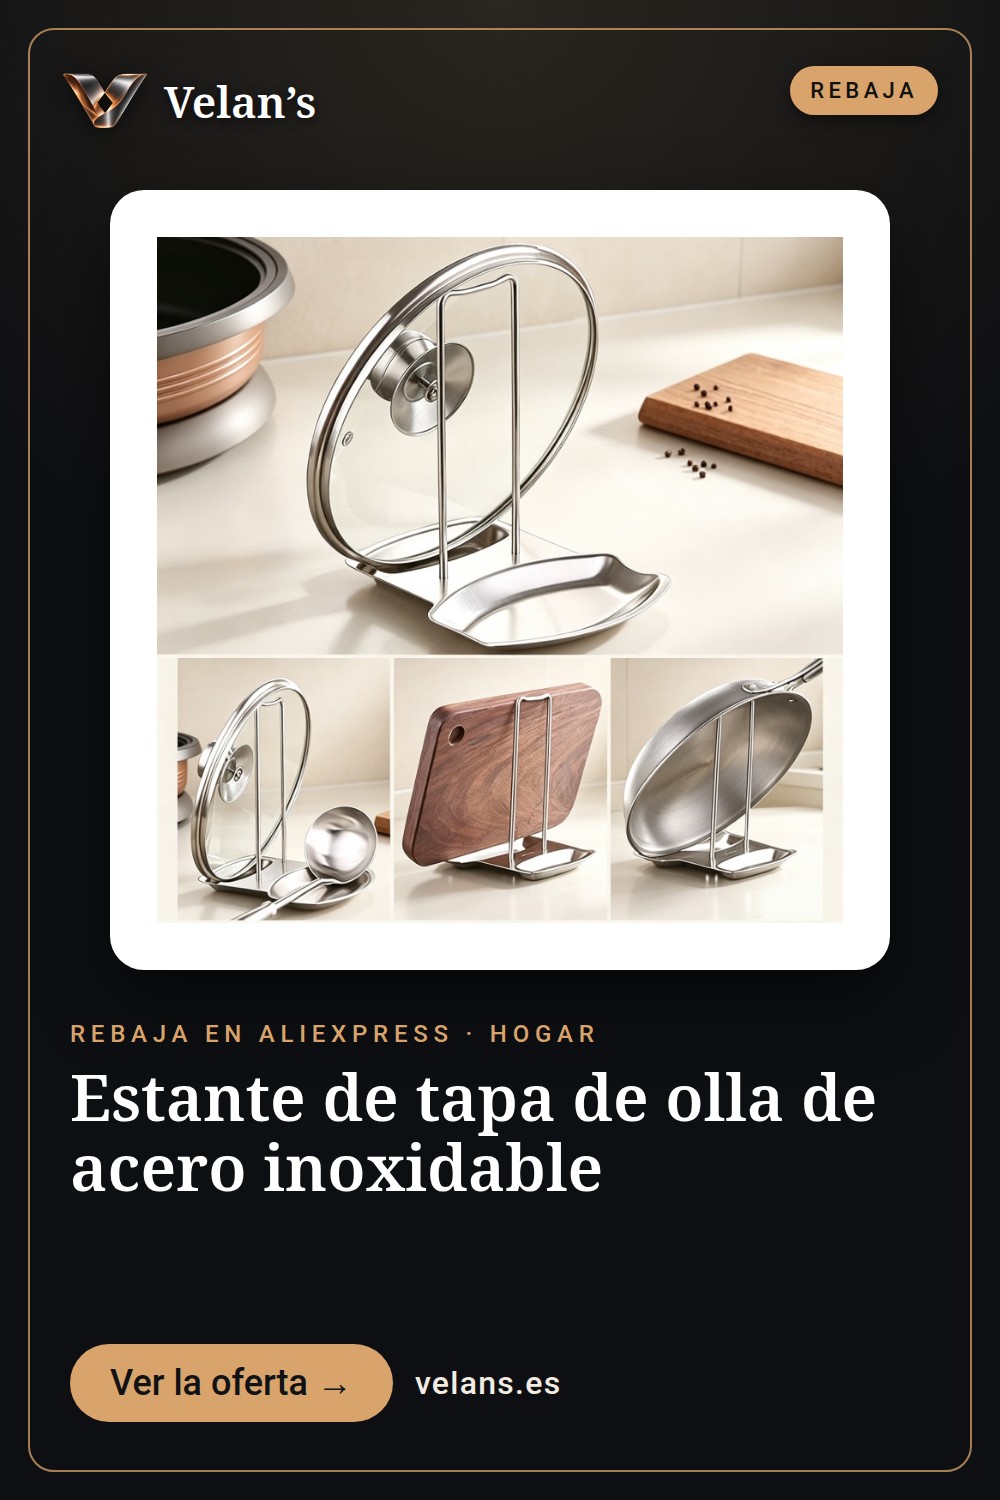 Velan’s
REBAJA
REBAJA EN ALIEXPRESS · HOGAR
Estante de tapa de olla de
acero inoxidable
Ver la oferta →
velans.es